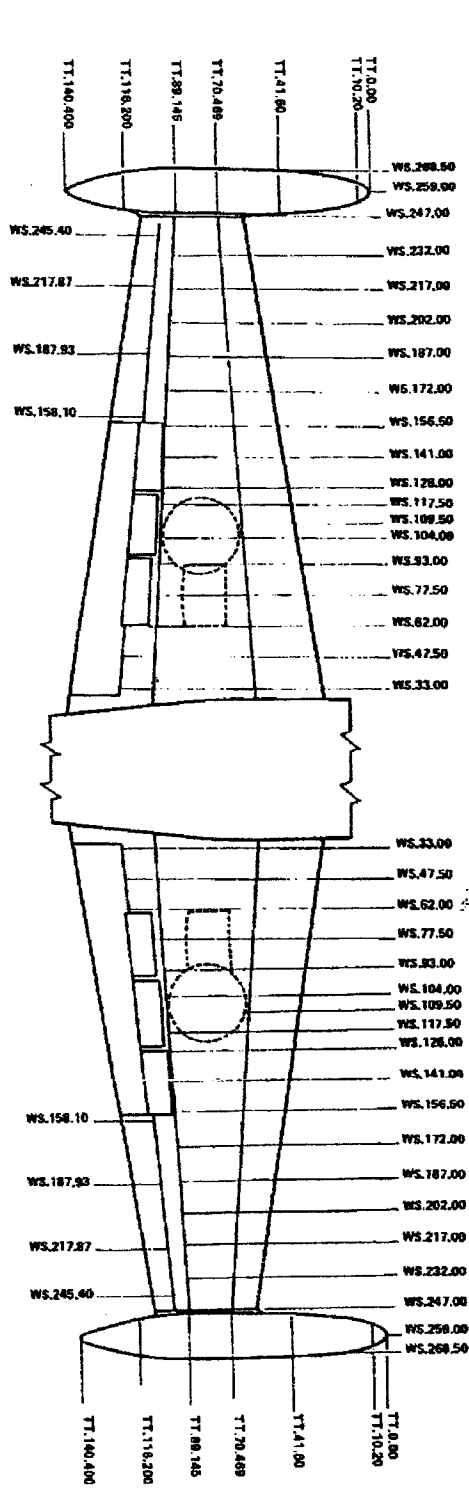 TT.140.400
TT.116.200
TT.89.145
TT.70.469
TT.41.60
TT.10.20
TT.0.00
WS.268.50
WS.259.00
WS.247.00
WS.245.40
WS.232.00
WS.217.87
WS.217.00
WS.202.00
WS.187.93
WS.187.00
WS.172.00
WS.158.10
WS.156.50
WS.141.00
WS.126.00
WS.117.50
WS.109.50
WS.104.00
WS.93.00
WS.77.50
WS.62.00
WS.47.50
WS.33.00
WS.33.00
WS.47.50
WS.62.00
WS.77.50
WS.93.00
WS.104.00
WS.109.50
WS.117.50
WS.126.00
WS.141.00
WS.156.50
WS.158.10
WS.172.00
WS.187.93
WS.187.00
WS.202.00
WS.217.00
WS.217.87
WS.232.00
WS.245.40
WS.247.00
WS.259.00
WS.268.50
TT.140.400
TT.116.200
TT.89.145
TT.70.469
TT.41.60
TT.10.20
TT.0.00